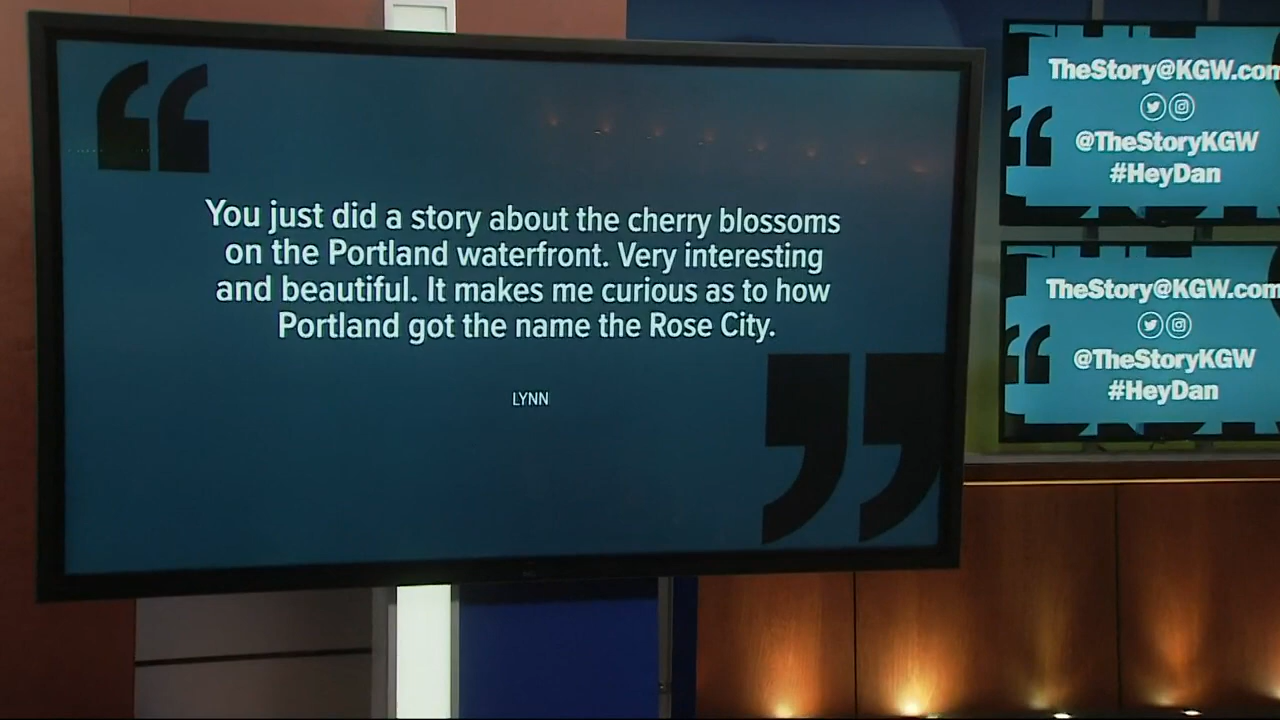 You just did a story about the cherry blossoms
on the Portland waterfront. Very interesting
and beautiful. It makes me curious as to how
Portland got the name the Rose City.
LYNN
TheStory@KGW.com
@TheStoryKGW
#HeyDan
TheStory@KGW.com
@TheStoryKGW
#HeyDan